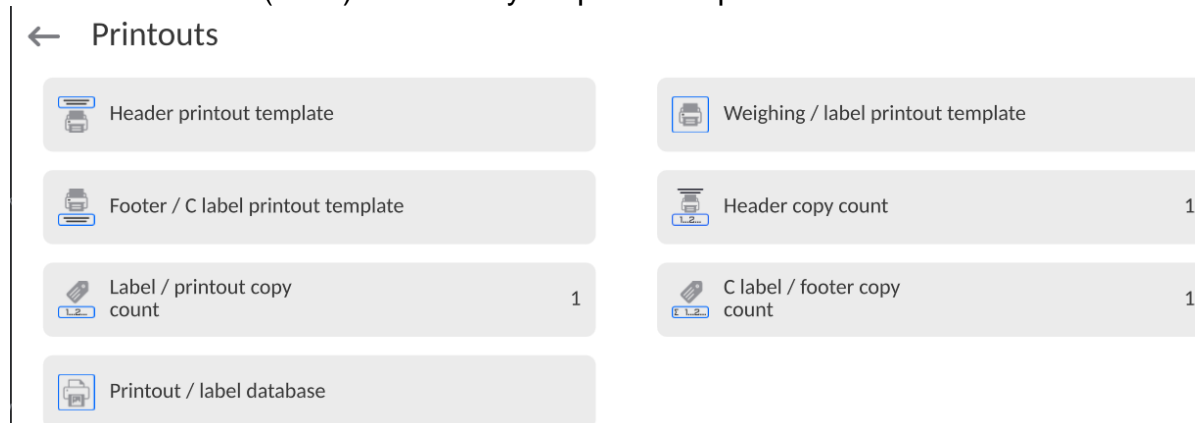 Printouts
Header printout template
Weighing / label printout template
Footer / C label printout template
Header copy count 1
Label / printout copy
count 1
C label / footer copy
count 1
Printout / label database